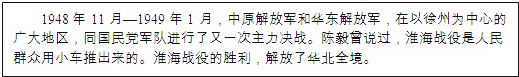 1948 年 11 月—1949 年 1 月，中原解放军和华东解放军，在以徐州为中心的
广大地区，同国民党军队进行了又一次主力决战。陈毅曾说过，淮海战役是人民
群众用小车推出来的。淮海战役的胜利，解放了华北全境。